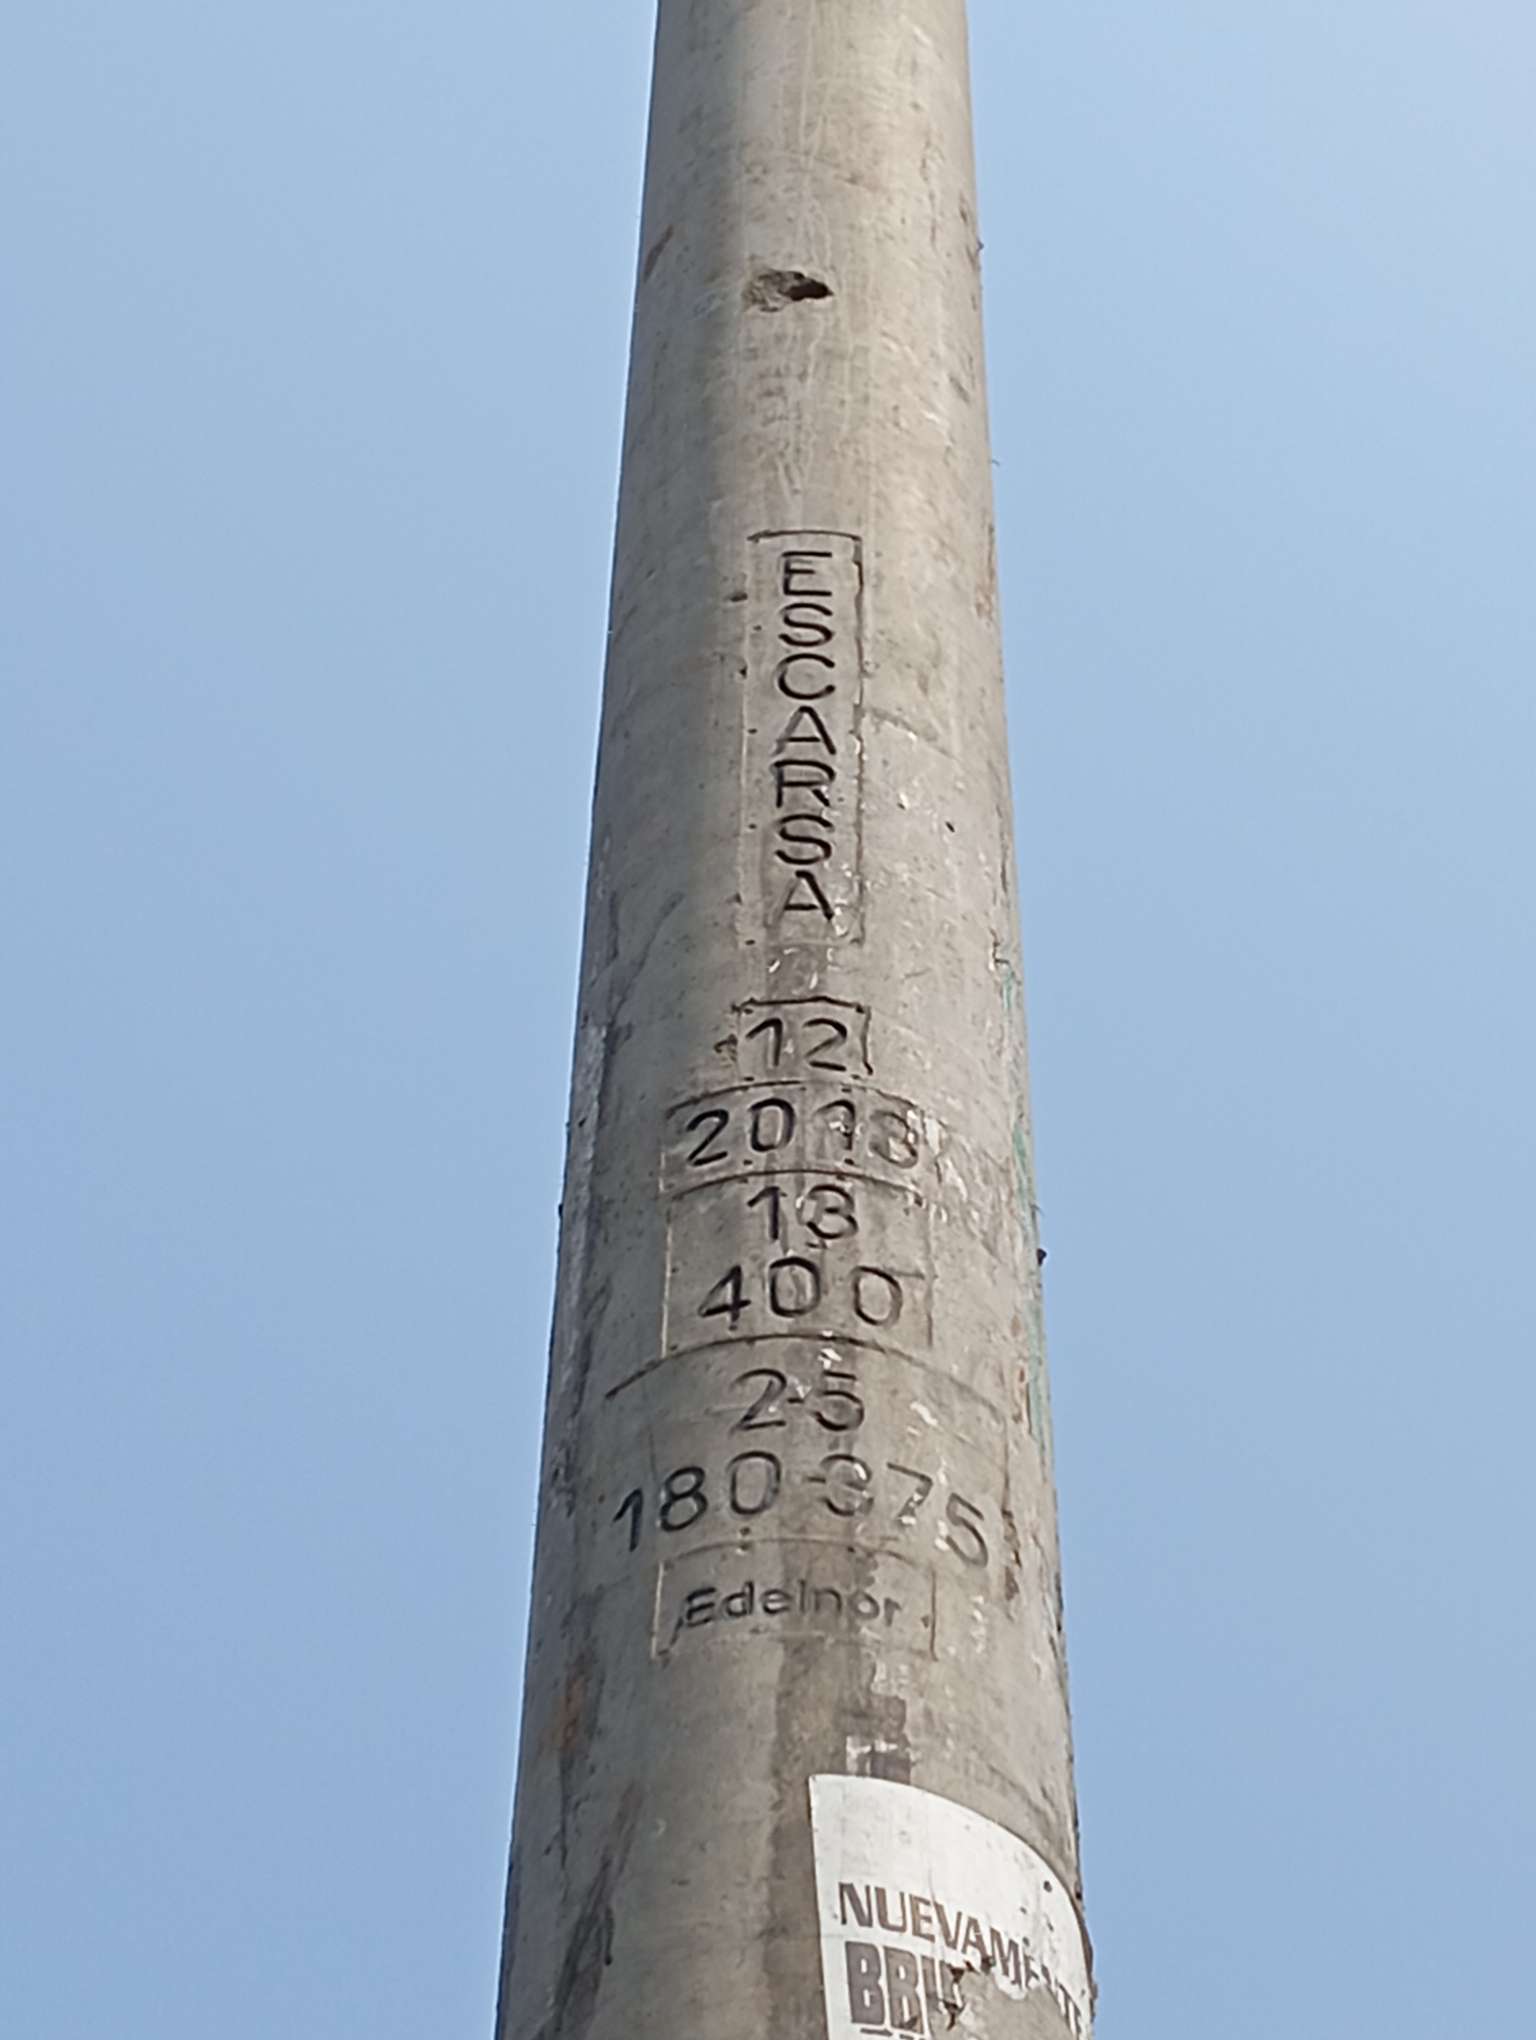 ESCARSA
12
2013
13
400
2-5
180-375
Edelnor
NUEVAMENTE